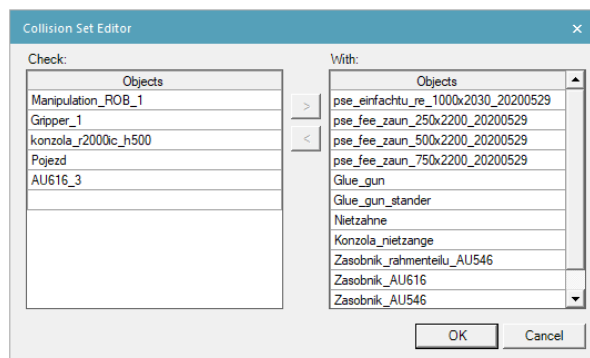 Collision Set Editor
Check:
Objects
Manipulation_ROB_1
Gripper_1
konzola_r2000ic_h500
Pojezd
AU616_3
>
<
With:
Objects
pse_einfachtu_re_1000x2030_20200529
pse_fee_zaun_250x2200_20200529
pse_fee_zaun_500x2200_20200529
pse_fee_zaun_750x2200_20200529
Glue_gun
Glue_gun_stander
Nietzahne
Konzola_nietzange
Zasobnik_rahmenteilu_AU546
Zasobnik_AU616
Zasobnik_AU546
OK
Cancel